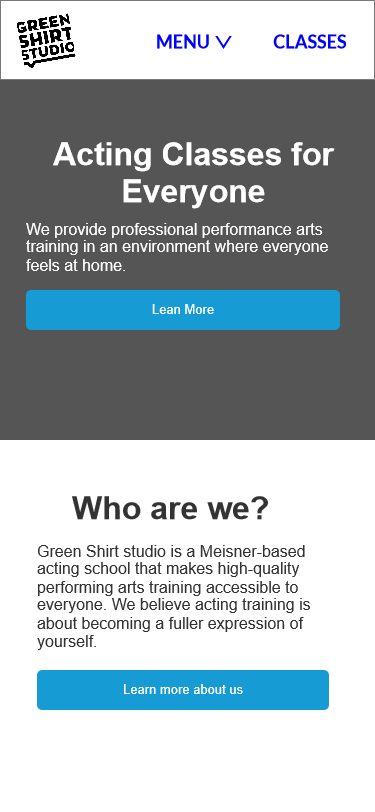 GREEN
SHIRT
STUDIO
MENU CLASSES
Acting Classes for
Everyone
We provide professional performance arts
training in an environment where everyone
feels at home.
Lean More
Who are we?
Green Shirt studio is a Meisner-based
acting school that makes high-quality
performing arts training accessible to
everyone. We believe acting training is
about becoming a fuller expression of
yourself.
Learn more about us